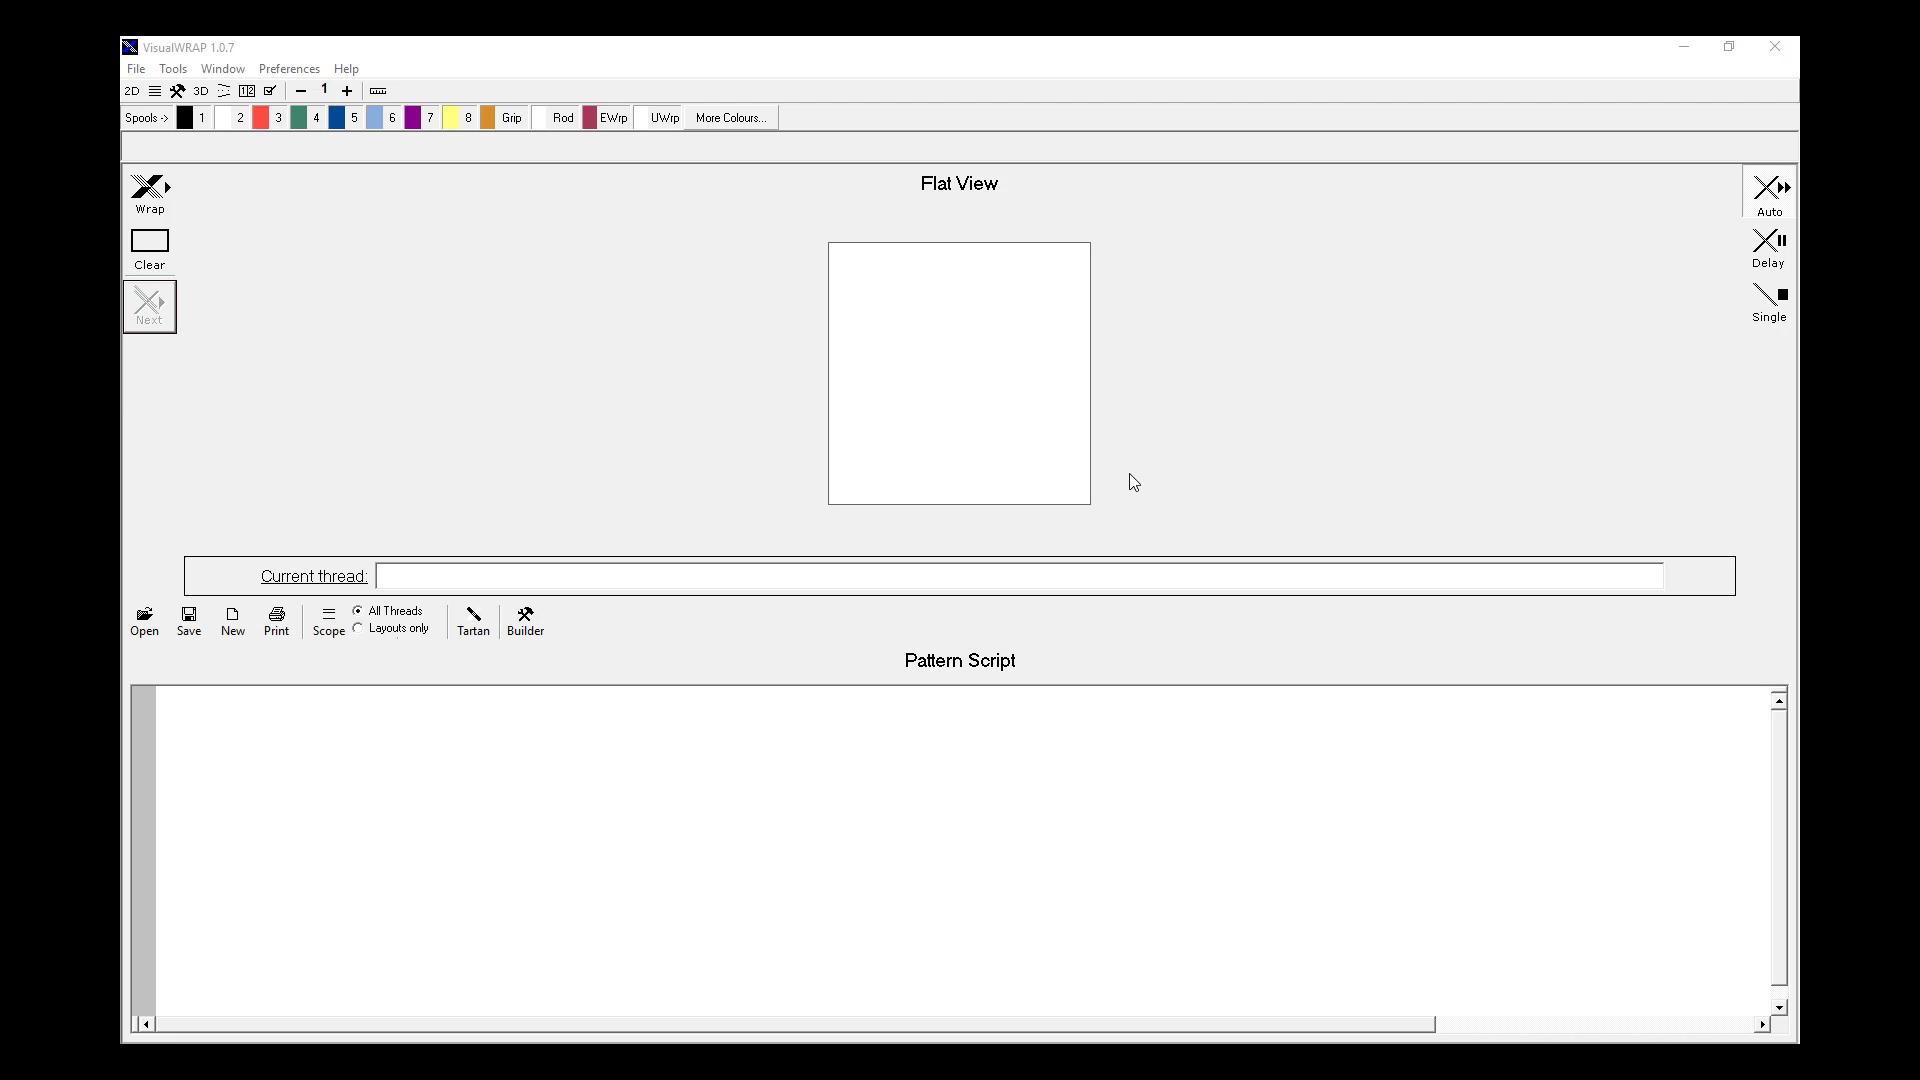 VisualWRAP 1.0.7
File Tools Window Preferences Help
2D 3D 1 2 1
Spools -> 1 2 3 4 5 6 7 8 Grip Rod EWrp UWrp More Colours...
Wrap
Flat View
Auto
Clear
Delay
Next
Single
Current thread:
Open Save New Print Scope All Threads
Layouts only
Tartan Builder
Pattern Script